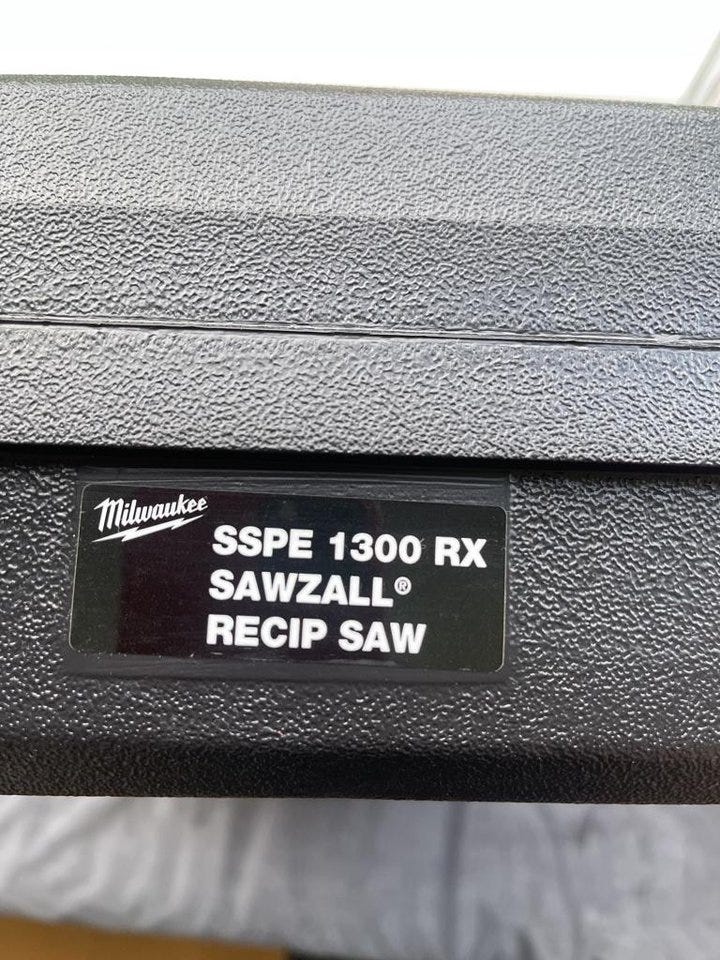 Milwaukee
SSPE 1300 RX
SAWZALL®
RECIP SAW